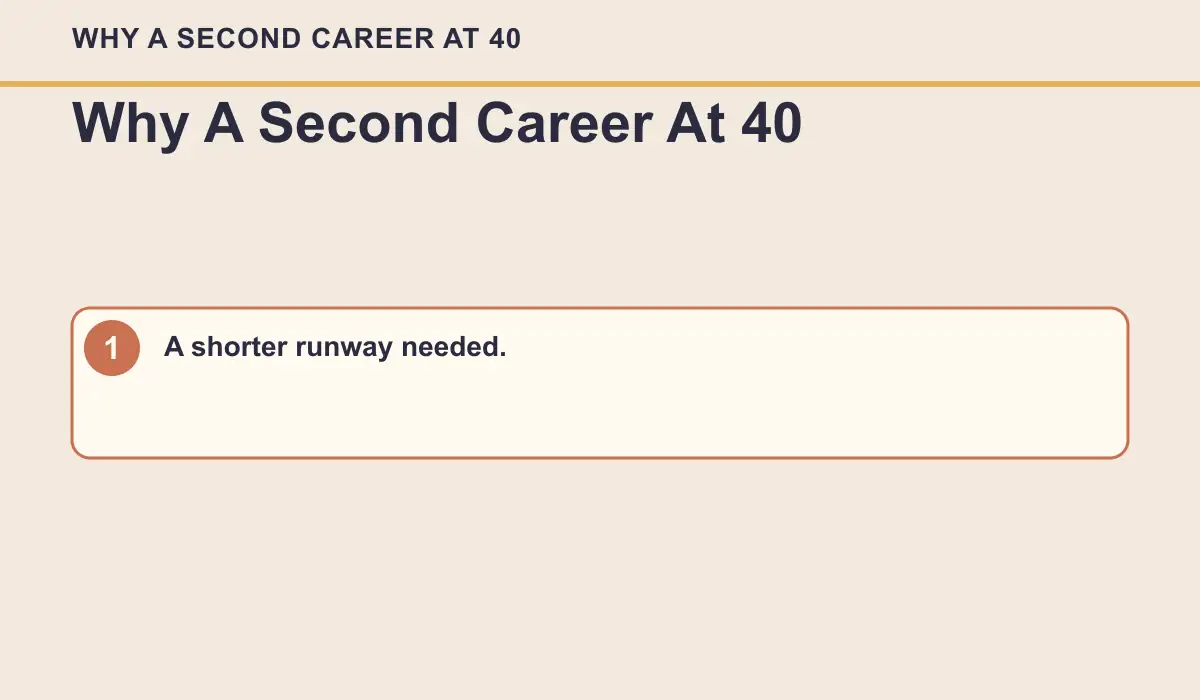 WHY A SECOND CAREER AT 40
Why A Second Career At 40
1 A shorter runway needed.